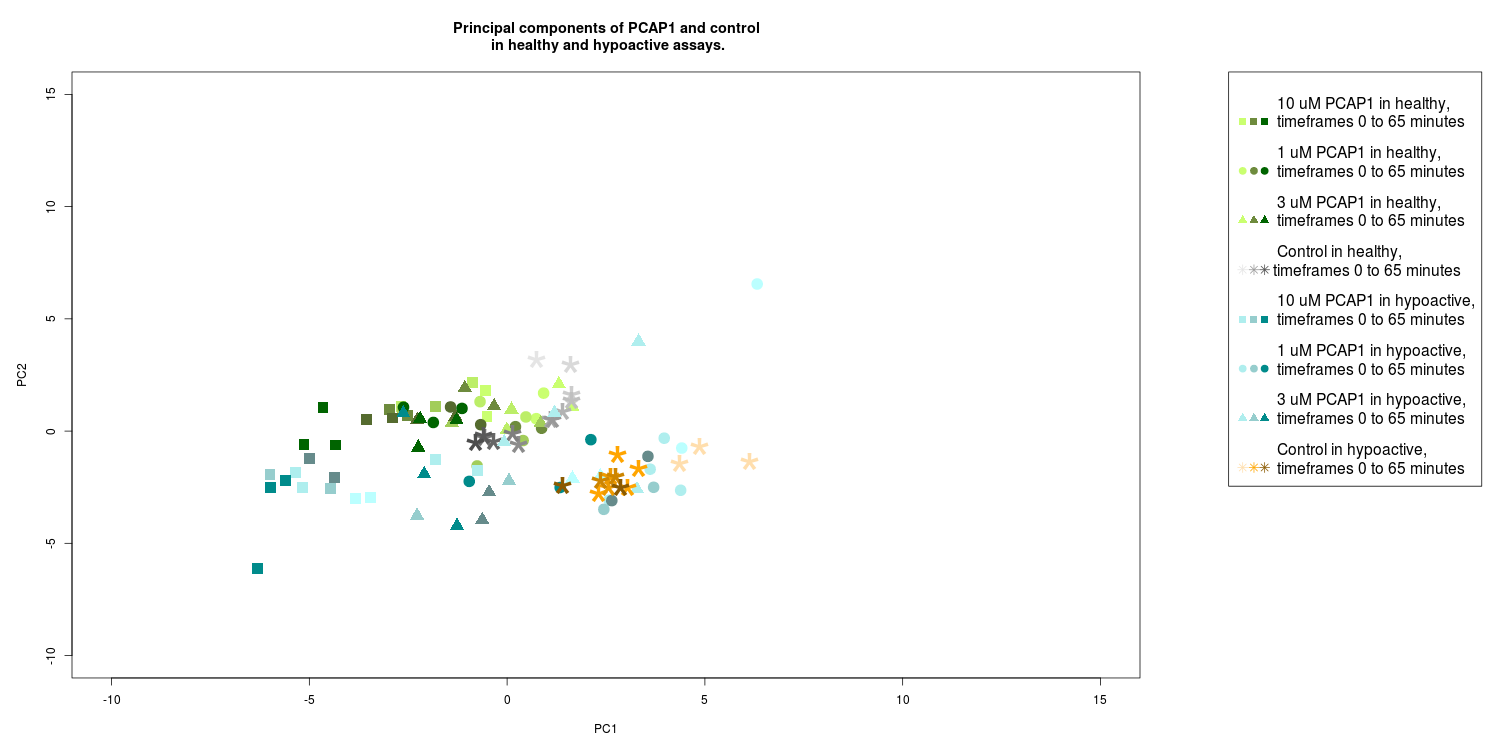 Principal components of PCAP1 and control
in healthy and hypoactive assays.
15
10
5
0
-5
-10
PC2
-10
-5
0
5
10
15
PC1
10 uM PCAP1 in healthy,
timeframes 0 to 65 minutes
1 uM PCAP1 in healthy,
timeframes 0 to 65 minutes
3 uM PCAP1 in healthy,
timeframes 0 to 65 minutes
Control in healthy,
timeframes 0 to 65 minutes
10 uM PCAP1 in hypoactive,
timeframes 0 to 65 minutes
1 uM PCAP1 in hypoactive,
timeframes 0 to 65 minutes
3 uM PCAP1 in hypoactive,
timeframes 0 to 65 minutes
Control in hypoactive,
timeframes 0 to 65 minutes